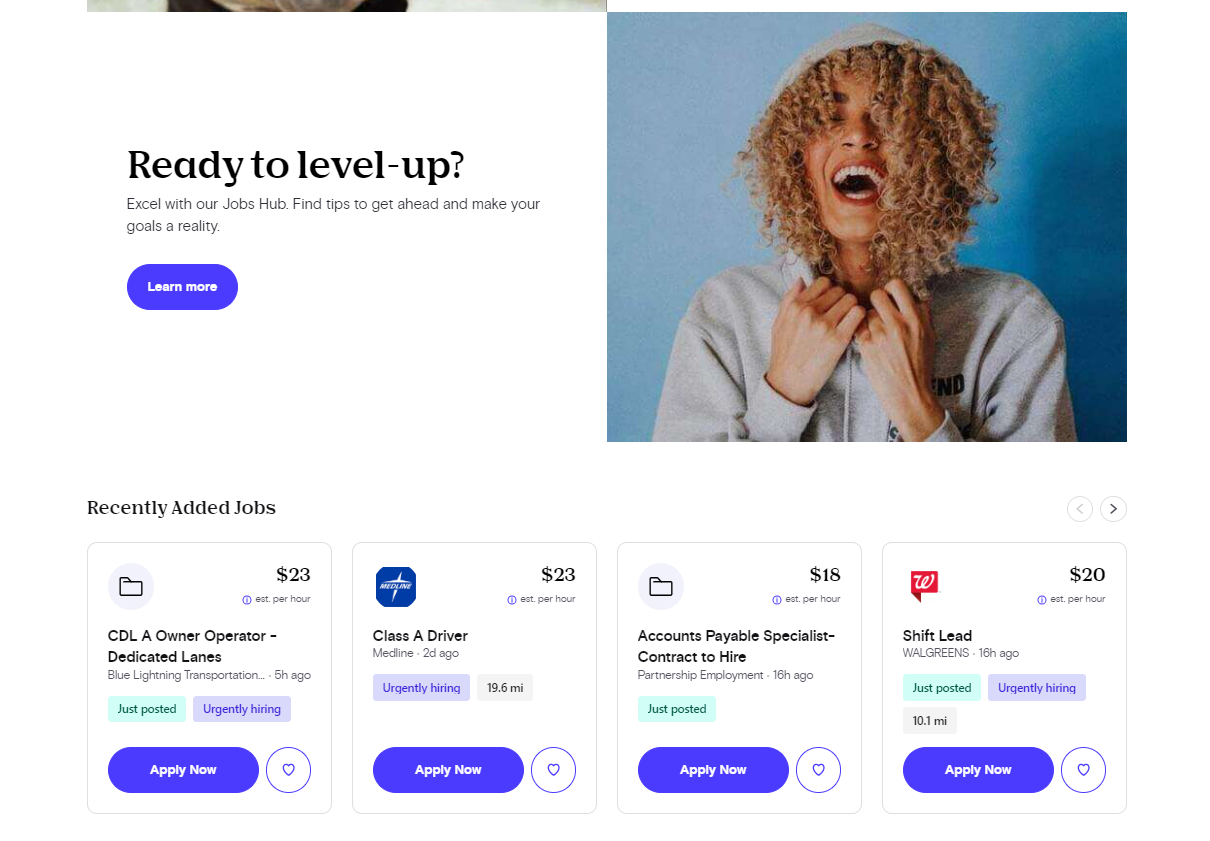 Ready to level-up?
Excel with our Jobs Hub. Find tips to get ahead and make your
goals a reality.
Learn more
END
Recently Added Jobs
$23
est. per hour
CDL A Owner Operator -
Dedicated Lanes
Blue Lightning Transportation... · 5h ago
Just posted
Urgently hiring
Apply Now
MEDLINE
$23
est. per hour
Class A Driver
Medline · 2d ago
Urgently hiring
19.6 mi
Apply Now
$18
est. per hour
Accounts Payable Specialist-
Contract to Hire
Partnership Employment · 16h ago
Just posted
Apply Now
W
$20
est. per hour
Shift Lead
WALGREENS · 16h ago
Just posted
Urgently hiring
10.1 mi
Apply Now